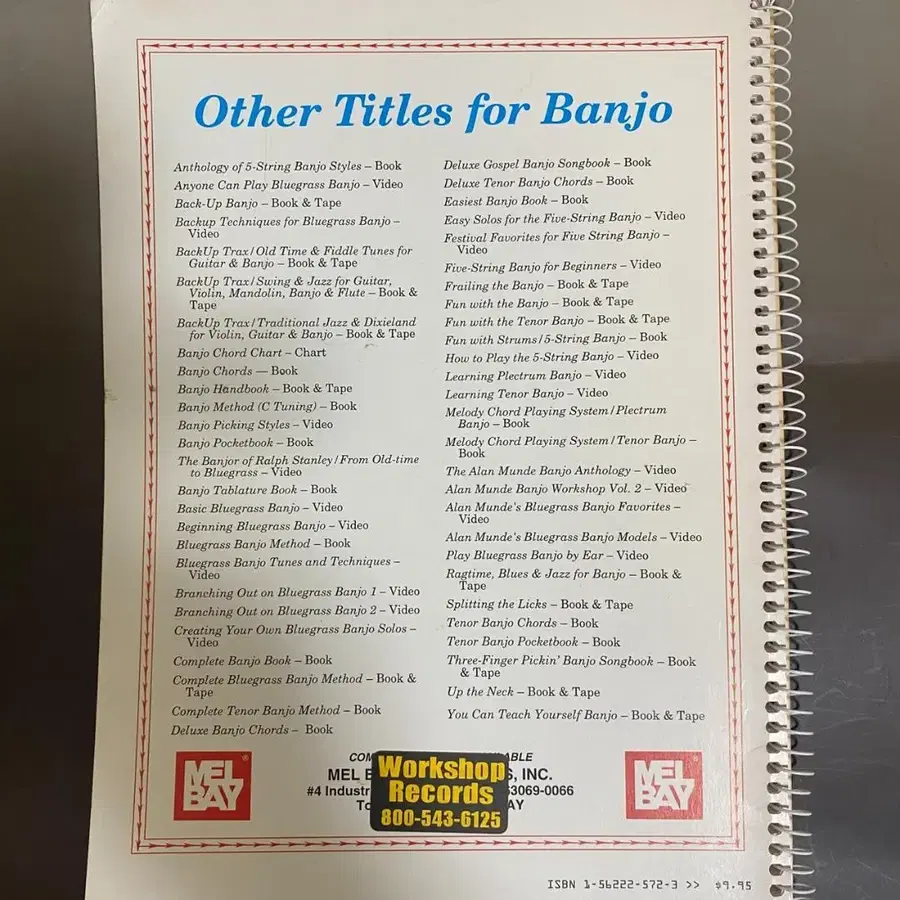 Other Titles for Banjo
Anthology of 5-String Banjo Styles – Book
Anyone Can Play Bluegrass Banjo – Video
Back-Up Banjo – Book & Tape
Backup Techniques for Bluegrass Banjo –
Video
BackUp Trax/Old Time & Fiddle Tunes for
Guitar & Banjo – Book & Tape
BackUp Trax/Swing & Jazz for Guitar,
Violin, Mandolin, Banjo & Flute – Book &
Tape
BackUp Trax/Traditional Jazz & Dixieland
for Violin, Guitar & Banjo – Book & Tape
Banjo Chord Chart – Chart
Banjo Chords — Book
Banjo Handbook – Book & Tape
Banjo Method (C Tuning) – Book
Banjo Picking Styles – Video
Banjo Pocketbook – Book
The Banjor of Ralph Stanley/From Old-time
to Bluegrass – Video
Banjo Tablature Book – Book
Basic Bluegrass Banjo – Video
Beginning Bluegrass Banjo – Video
Bluegrass Banjo Method – Book
Bluegrass Banjo Tunes and Techniques –
Video
Branching Out on Bluegrass Banjo 1 – Video
Branching Out on Bluegrass Banjo 2 – Video
Creating Your Own Bluegrass Banjo Solos –
Video
Complete Banjo Book – Book
Complete Bluegrass Banjo Method – Book &
Tape
Complete Tenor Banjo Method – Book
Deluxe Banjo Chords – Book
Deluxe Gospel Banjo Songbook – Book
Deluxe Tenor Banjo Chords – Book
Easiest Banjo Book – Book
Easy Solos for the Five-String Banjo – Video
Festival Favorites for Five String Banjo –
Video
Five-String Banjo for Beginners – Video
Frailing the Banjo – Book & Tape
Fun with the Banjo – Book & Tape
Fun with the Tenor Banjo – Book & Tape
Fun with Strums/5-String Banjo – Book
How to Play the 5-String Banjo – Video
Learning Plectrum Banjo – Video
Learning Tenor Banjo – Video
Melody Chord Playing System/Plectrum
Banjo – Book
Melody Chord Playing System/Tenor Banjo –
Book
The Alan Munde Banjo Anthology – Video
Alan Munde Banjo Workshop Vol. 2 – Video
Alan Munde's Bluegrass Banjo Favorites –
Video
Alan Munde's Bluegrass Banjo Models – Video
Play Bluegrass Banjo by Ear – Video
Ragtime, Blues & Jazz for Banjo – Book &
Tape
Splitting the Licks – Book & Tape
Tenor Banjo Chords – Book
Tenor Banjo Pocketbook – Book
Three-Finger Pickin' Banjo Songbook – Book
& Tape
Up the Neck – Book & Tape
You Can Teach Yourself Banjo – Book & Tape
MEL
BAY
®
MEL INC.
#4 63069-0066
Workshop
Records
800-543-6125
MEL
BAY
®
ISBN 1-56222-572-3 >> $9.95